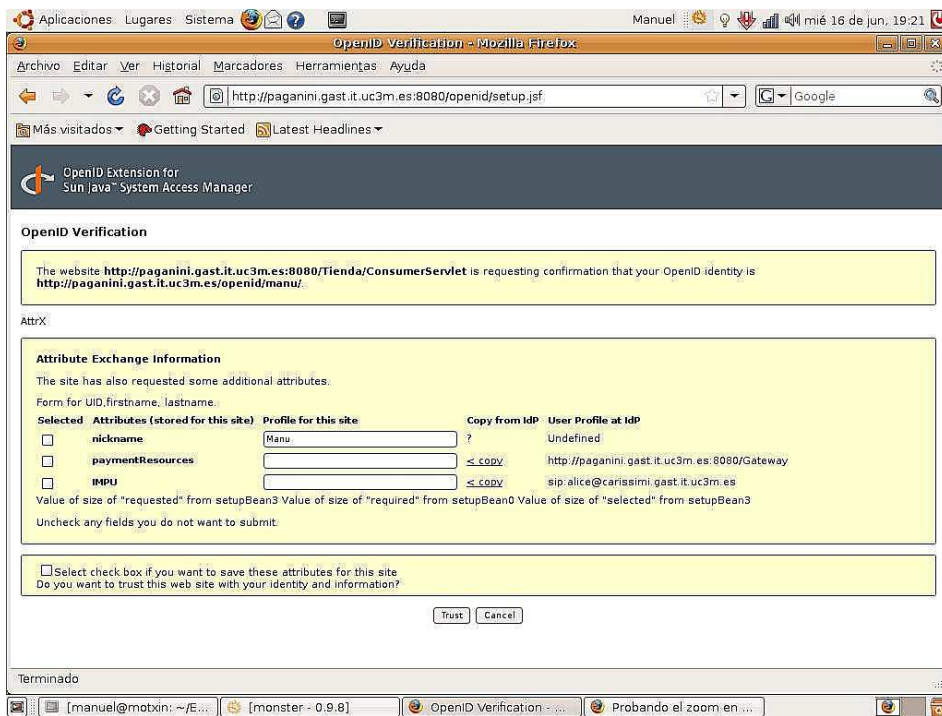 Aplicaciones Lugares Sistema Manuel mié 16 de jun, 19:21
OpenID Verification - Mozilla Firefox
Archivo Editar Ver Historial Marcadores Herramientas Ayuda
http://paganini.gast.it.uc3m.es:8080/openid/setup.jsf G Google
Más visitados Getting Started Latest Headlines
OpenID Extension for
Sun Java™ System Access Manager
OpenID Verification
The website http://paganini.gast.it.uc3m.es:8080/Tienda/ConsumerServlet is requesting confirmation that your OpenID identity is
http://paganini.gast.it.uc3m.es/openid/manu/.
AttrX
Attribute Exchange Information
The site has also requested some additional attributes.
Form for UID,firstname, lastname.
Selected Attributes (stored for this site) Profile for this site Copy from IdP User Profile at IdP
nickname Manu ? Undefined
paymentResources < copy http://paganini.gast.it.uc3m.es:8080/Gateway
IMPU < copy sip:alice@carissimi.gast.it.uc3m.es
Value of size of "requested" from setupBean3 Value of size of "required" from setupBean0 Value of size of "selected" from setupBean3
Uncheck any fields you do not want to submit.
Select check box if you want to save these attributes for this site
Do you want to trust this web site with your identity and information?
Trust Cancel
Terminado
[manuel@motxin: ~/E... [monster - 0.9.8] OpenID Verification - ... Probando el zoom en ...